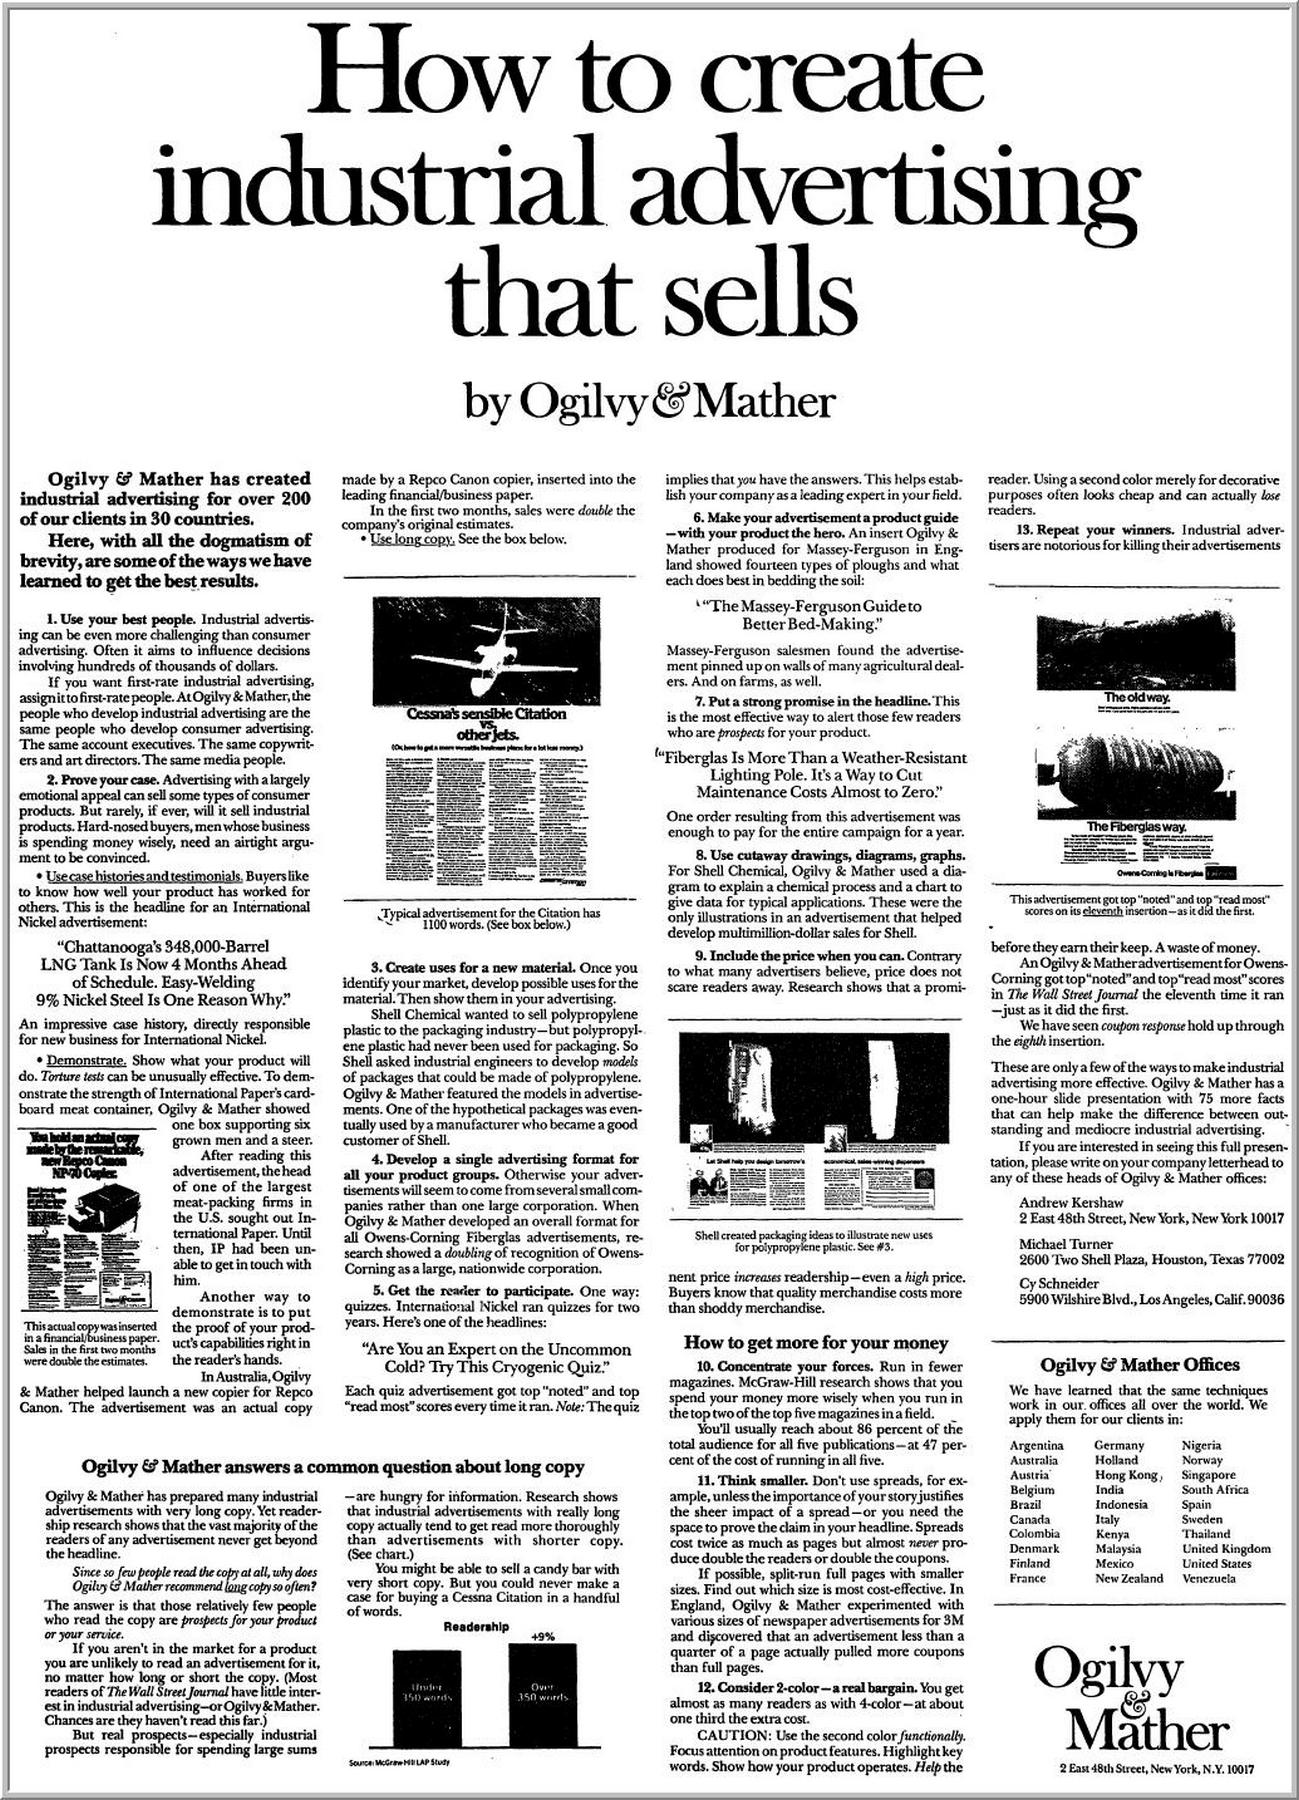 How to create
industrial advertising
that sells
by Ogilvy & Mather
Ogilvy & Mather has created
industrial advertising for over 200
of our clients in 30 countries.
Here, with all the dogmatism of
brevity, are some of the ways we have
learned to get the best results.
1. Use your best people. Industrial advertis-
ing can be even more challenging than consumer
advertising. Often it aims to influence decisions
involving hundreds of thousands of dollars.
If you want first-rate industrial advertising,
assign it to first-rate people. At Ogilvy & Mather, the
people who develop industrial advertising are the
same people who develop consumer advertising.
The same account executives. The same copywrit-
ers and art directors. The same media people.
2. Prove your case. Advertising with a largely
emotional appeal can sell some types of consumer
products. But rarely, if ever, will it sell industrial
products. Hard-nosed buyers, men whose business
is spending money wisely, need an airtight argu-
ment to be convinced.
• Use case histories and testimonials. Buyers like
to know how well your product has worked for
others. This is the headline for an International
Nickel advertisement:
“Chattanooga's 348,000-Barrel
LNG Tank Is Now 4 Months Ahead
of Schedule. Easy-Welding
9% Nickel Steel Is One Reason Why.”
An impressive case history, directly responsible
for new business for International Nickel.
• Demonstrate. Show what your product will
do. Torture tests can be unusually effective. To dem-
onstrate the strength of International Paper's card-
board meat container, Ogilvy & Mather showed
one box supporting six
grown men and a steer.
After reading this
advertisement, the head
of one of the largest
meat-packing firms in
the U.S. sought out In-
ternational Paper. Until
then, IP had been un-
able to get in touch with
him.
Another way to
demonstrate is to put
the proof of your prod-
uct's capabilities right in
the reader's hands.
In Australia, Ogilvy
& Mather helped launch a new copier for Repco
Canon. The advertisement was an actual copy
You hold an actual copy
made by the remarkable,
new Repco Canon
NP-70 Copier.
This actual copy was inserted
in a financial/business paper.
Sales in the first two months
were double the estimates.
made by a Repco Canon copier, inserted into the
leading financial/business paper.
In the first two months, sales were double the
company's original estimates.
• Use long copy. See the box below.
Cessna's sensible Citation
vs.
other jets.
(Or, how to get a more versatile business plane for a lot less money.)
Typical advertisement for the Citation has
1100 words. (See box below.)
3. Create uses for a new material. Once you
identify your market, develop possible uses for the
material. Then show them in your advertising.
Shell Chemical wanted to sell polypropylene
plastic to the packaging industry—but polypropyl-
ene plastic had never been used for packaging. So
Shell asked industrial engineers to develop models
of packages that could be made of polypropylene.
Ogilvy & Mather featured the models in advertise-
ments. One of the hypothetical packages was even-
tually used by a manufacturer who became a good
customer of Shell.
4. Develop a single advertising format for
all your product groups. Otherwise your adver-
tisements will seem to come from several small com-
panies rather than one large corporation. When
Ogilvy & Mather developed an overall format for
all Owens-Corning Fiberglas advertisements, re-
search showed a doubling of recognition of Owens-
Corning as a large, nationwide corporation.
5. Get the reader to participate. One way:
quizzes. International Nickel ran quizzes for two
years. Here's one of the headlines:
“Are You an Expert on the Uncommon
Cold? Try This Cryogenic Quiz.”
Each quiz advertisement got top “noted” and top
“read most” scores every time it ran. Note: The quiz
implies that you have the answers. This helps estab-
lish your company as a leading expert in your field.
6. Make your advertisement a product guide
—with your product the hero. An insert Ogilvy &
Mather produced for Massey-Ferguson in Eng-
land showed fourteen types of ploughs and what
each does best in bedding the soil:
“The Massey-Ferguson Guide to
Better Bed-Making.”
Massey-Ferguson salesmen found the advertise-
ment pinned up on walls of many agricultural deal-
ers. And on farms, as well.
7. Put a strong promise in the headline. This
is the most effective way to alert those few readers
who are prospects for your product.
“Fiberglas Is More Than a Weather-Resistant
Lighting Pole. It's a Way to Cut
Maintenance Costs Almost to Zero.”
One order resulting from this advertisement was
enough to pay for the entire campaign for a year.
8. Use cutaway drawings, diagrams, graphs.
For Shell Chemical, Ogilvy & Mather used a dia-
gram to explain a chemical process and a chart to
give data for typical applications. These were the
only illustrations in an advertisement that helped
develop multimillion-dollar sales for Shell.
9. Include the price when you can. Contrary
to what many advertisers believe, price does not
scare readers away. Research shows that a promi-
Let Shell help you design tomorrow's economical, sales-winning dispensers
Shell created packaging ideas to illustrate new uses
for polypropylene plastic. See #3.
nent price increases readership—even a high price.
Buyers know that quality merchandise costs more
than shoddy merchandise.
How to get more for your money
10. Concentrate your forces. Run in fewer
magazines. McGraw-Hill research shows that you
spend your money more wisely when you run in
the top two of the top five magazines in a field.
You'll usually reach about 86 percent of the
total audience for all five publications—at 47 per-
cent of the cost of running in all five.
11. Think smaller. Don't use spreads, for ex-
ample, unless the importance of your story justifies
the sheer impact of a spread—or you need the
space to prove the claim in your headline. Spreads
cost twice as much as pages but almost never pro-
duce double the readers or double the coupons.
If possible, split-run full pages with smaller
sizes. Find out which size is most cost-effective. In
England, Ogilvy & Mather experimented with
various sizes of newspaper advertisements for 3M
and discovered that an advertisement less than a
quarter of a page actually pulled more coupons
than full pages.
12. Consider 2-color—a real bargain. You get
almost as many readers as with 4-color—at about
one third the extra cost.
CAUTION: Use the second color functionally.
Focus attention on product features. Highlight key
words. Show how your product operates. Help the
reader. Using a second color merely for decorative
purposes often looks cheap and can actually lose
readers.
13. Repeat your winners. Industrial adver-
tisers are notorious for killing their advertisements
The old way.
The Fiberglas way.
Owens-Corning is Fiberglas
This advertisement got top “noted” and top “read most”
scores on its eleventh insertion—as it did the first.
before they earn their keep. A waste of money.
An Ogilvy & Mather advertisement for Owens-
Corning got top “noted” and top “read most” scores
in The Wall Street Journal the eleventh time it ran
—just as it did the first.
We have seen coupon response hold up through
the eighth insertion.
These are only a few of the ways to make industrial
advertising more effective. Ogilvy & Mather has a
one-hour slide presentation with 75 more facts
that can help make the difference between out-
standing and mediocre industrial advertising.
If you are interested in seeing this full presen-
tation, please write on your company letterhead to
any of these heads of Ogilvy & Mather offices:
Andrew Kershaw
2 East 48th Street, New York, New York 10017
Michael Turner
2600 Two Shell Plaza, Houston, Texas 77002
Cy Schneider
5900 Wilshire Blvd., Los Angeles, Calif. 90036
Ogilvy & Mather Offices
We have learned that the same techniques
work in our offices all over the world. We
apply them for our clients in:
Argentina Germany Nigeria
Australia Holland Norway
Austria Hong Kong Singapore
Belgium India South Africa
Brazil Indonesia Spain
Canada Italy Sweden
Colombia Kenya Thailand
Denmark Malaysia United Kingdom
Finland Mexico United States
France New Zealand Venezuela
Ogilvy & Mather answers a common question about long copy
Ogilvy & Mather has prepared many industrial
advertisements with very long copy. Yet reader-
ship research shows that the vast majority of the
readers of any advertisement never get beyond
the headline.
Since so few people read the copy at all, why does
Ogilvy & Mather recommend long copy so often?
The answer is that those relatively few people
who read the copy are prospects for your product
or your service.
If you aren't in the market for a product
you are unlikely to read an advertisement for it,
no matter how long or short the copy. (Most
readers of The Wall Street Journal have little inter-
est in industrial advertising—or Ogilvy & Mather.
Chances are they haven't read this far.)
But real prospects—especially industrial
prospects responsible for spending large sums
—are hungry for information. Research shows
that industrial advertisements with really long
copy actually tend to get read more thoroughly
than advertisements with shorter copy.
(See chart.)
You might be able to sell a candy bar with
very short copy. But you could never make a
case for buying a Cessna Citation in a handful
of words.
Readership
+9%
Under
350 words
Over
350 words
Source: McGraw-Hill LAP Study
Ogilvy
&
Mather
2 East 48th Street, New York, N.Y. 10017